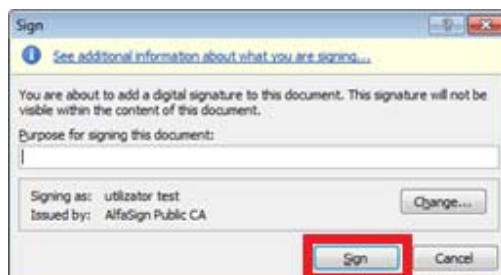 Sign
See additional information about what you are signing...
You are about to add a digital signature to this document. This signature will not be
visible within the content of this document.
Purpose for signing this document:
Signing as: utilizator test
Change...
Issued by: AlfaSign Public CA
Sign Cancel